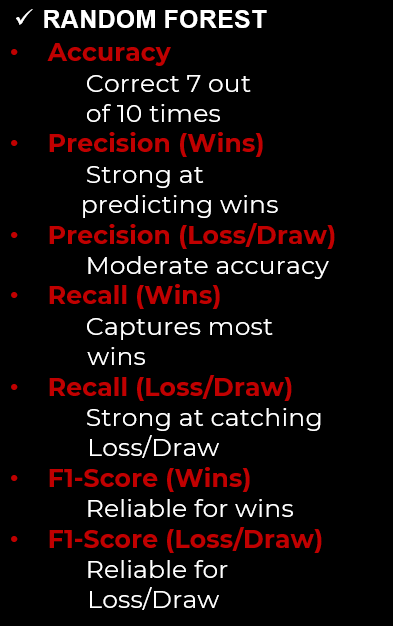 ✓ RANDOM FOREST
• Accuracy
Correct 7 out
of 10 times
• Precision (Wins)
Strong at
predicting wins
• Precision (Loss/Draw)
Moderate accuracy
• Recall (Wins)
Captures most
wins
• Recall (Loss/Draw)
Strong at catching
Loss/Draw
• F1-Score (Wins)
Reliable for wins
• F1-Score (Loss/Draw)
Reliable for
Loss/Draw